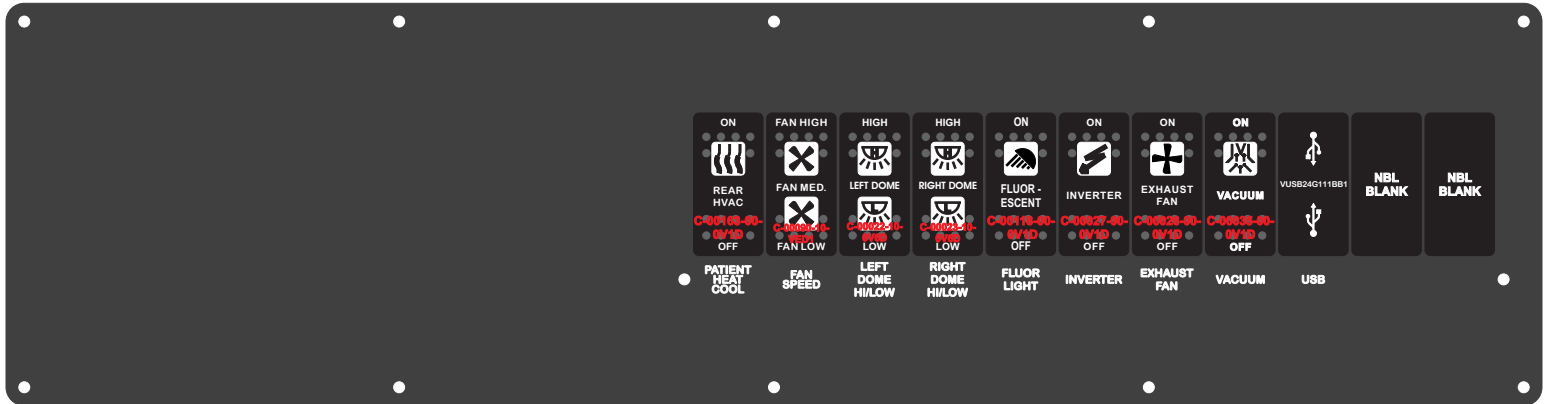 ON
REAR
HVAC
OFF
PATIENT
HEAT
COOL
FAN HIGH
FAN MED.
FAN LOW
FAN
SPEED
HIGH
LEFT DOME
LOW
LEFT
DOME
HI/LOW
HIGH
RIGHT DOME
LOW
RIGHT
DOME
HI/LOW
ON
FLUOR -
ESCENT
OFF
FLUOR
LIGHT
ON
INVERTER
OFF
INVERTER
ON
EXHAUST
FAN
OFF
EXHAUST
FAN
ON
VACUUM
OFF
VACUUM
VUSB24G111BB1
USB
NBL
BLANK
NBL
BLANK